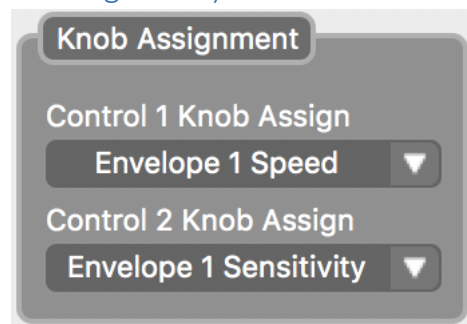 Knob Assignment
Control 1 Knob Assign
Envelope 1 Speed
Control 2 Knob Assign
Envelope 1 Sensitivity